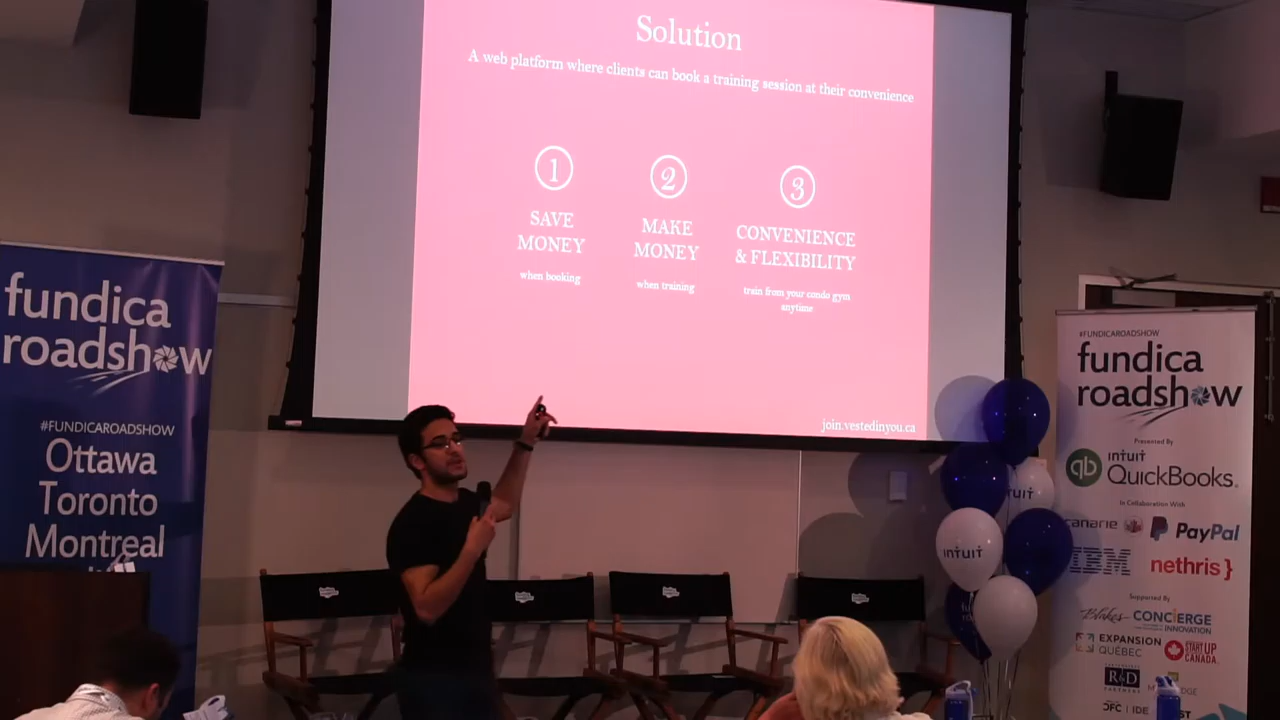 Solution
A web platform where clients can book a training session at their convenience
1
2
3
SAVE
MONEY
when booking
MAKE
MONEY
when training
CONVENIENCE
& FLEXIBILITY
train from your condo gym
anytime
join.vestedinyou.ca
fundica
roadshow
#FUNDICAROADSHOW
Ottawa
Toronto
Montreal
#FUNDICAROADSHOW
fundica
roadshow
Presented By
qb
intuit
QuickBooks.
In Collaboration With
canarie
PayPal
IBM
nethris}
Supported By
Blakes
CONCIERGE
INNOVATION
EXPANSION
QUÉBEC
STARTUP
CANADA
R&D
PARTNERS
intuit